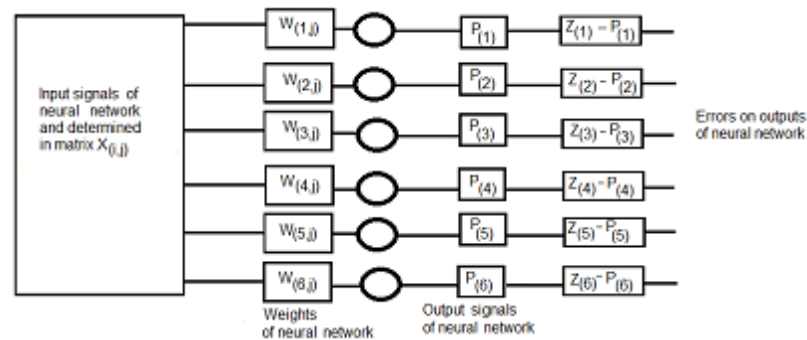 W(1,j) P(1) Z(1) – P(1)
W(2,j) P(2) Z(2) – P(2)
Input signals of
neural network
and determined
in matrix X(i,j)
W(3,j) P(3) Z(3) – P(3)
Errors on outputs
of neural network
W(4,j) P(4) Z(4) – P(4)
W(5,j) P(5) Z(5) – P(5)
W(6,j) P(6) Z(6) – P(6)
Weights
of neural network
Output signals
of neural network